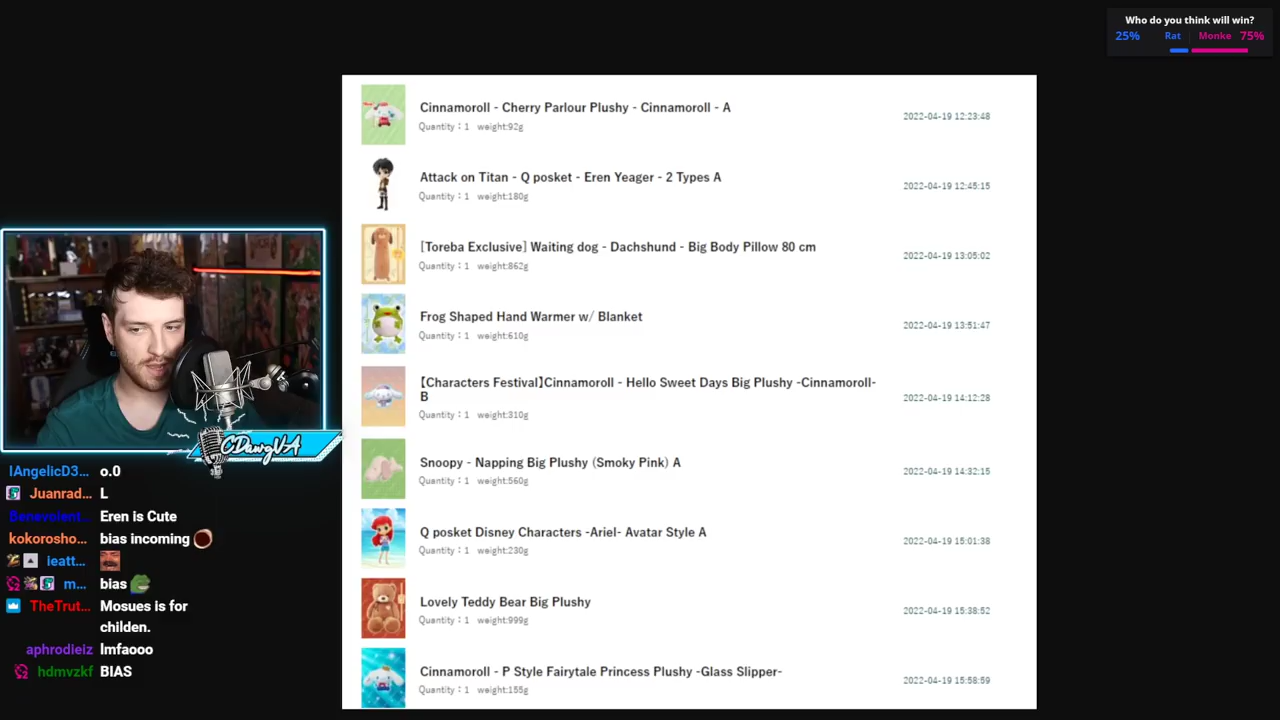 Who do you think will win?
25% Rat Monke 75%
Cinnamoroll - Cherry Parlour Plushy - Cinnamoroll - A
Quantity：1 weight:92g
2022-04-19 12:23:48
Attack on Titan - Q posket - Eren Yeager - 2 Types A
Quantity：1 weight:180g
2022-04-19 12:45:15
[Toreba Exclusive] Waiting dog - Dachshund - Big Body Pillow 80 cm
Quantity：1 weight:862g
2022-04-19 13:05:02
Frog Shaped Hand Warmer w/ Blanket
Quantity：1 weight:610g
2022-04-19 13:51:47
【Characters Festival】Cinnamoroll - Hello Sweet Days Big Plushy -Cinnamoroll-
B
Quantity：1 weight:310g
2022-04-19 14:12:28
Snoopy - Napping Big Plushy (Smoky Pink) A
Quantity：1 weight:560g
2022-04-19 14:32:15
Q posket Disney Characters -Ariel- Avatar Style A
Quantity：1 weight:230g
2022-04-19 15:01:38
Lovely Teddy Bear Big Plushy
Quantity：1 weight:999g
2022-04-19 15:38:52
Cinnamoroll - P Style Fairytale Princess Plushy -Glass Slipper-
Quantity：1 weight:155g
2022-04-19 15:58:59
CDawgVA
IAngelicD3... o.0
Juanrad... L
Benevolent... Eren is Cute
kokorosho... bias incoming
ieatt...
m... bias
TheTrut... Mosues is for
childen.
aphrodieiz lmfaooo
hdmvzkf BIAS